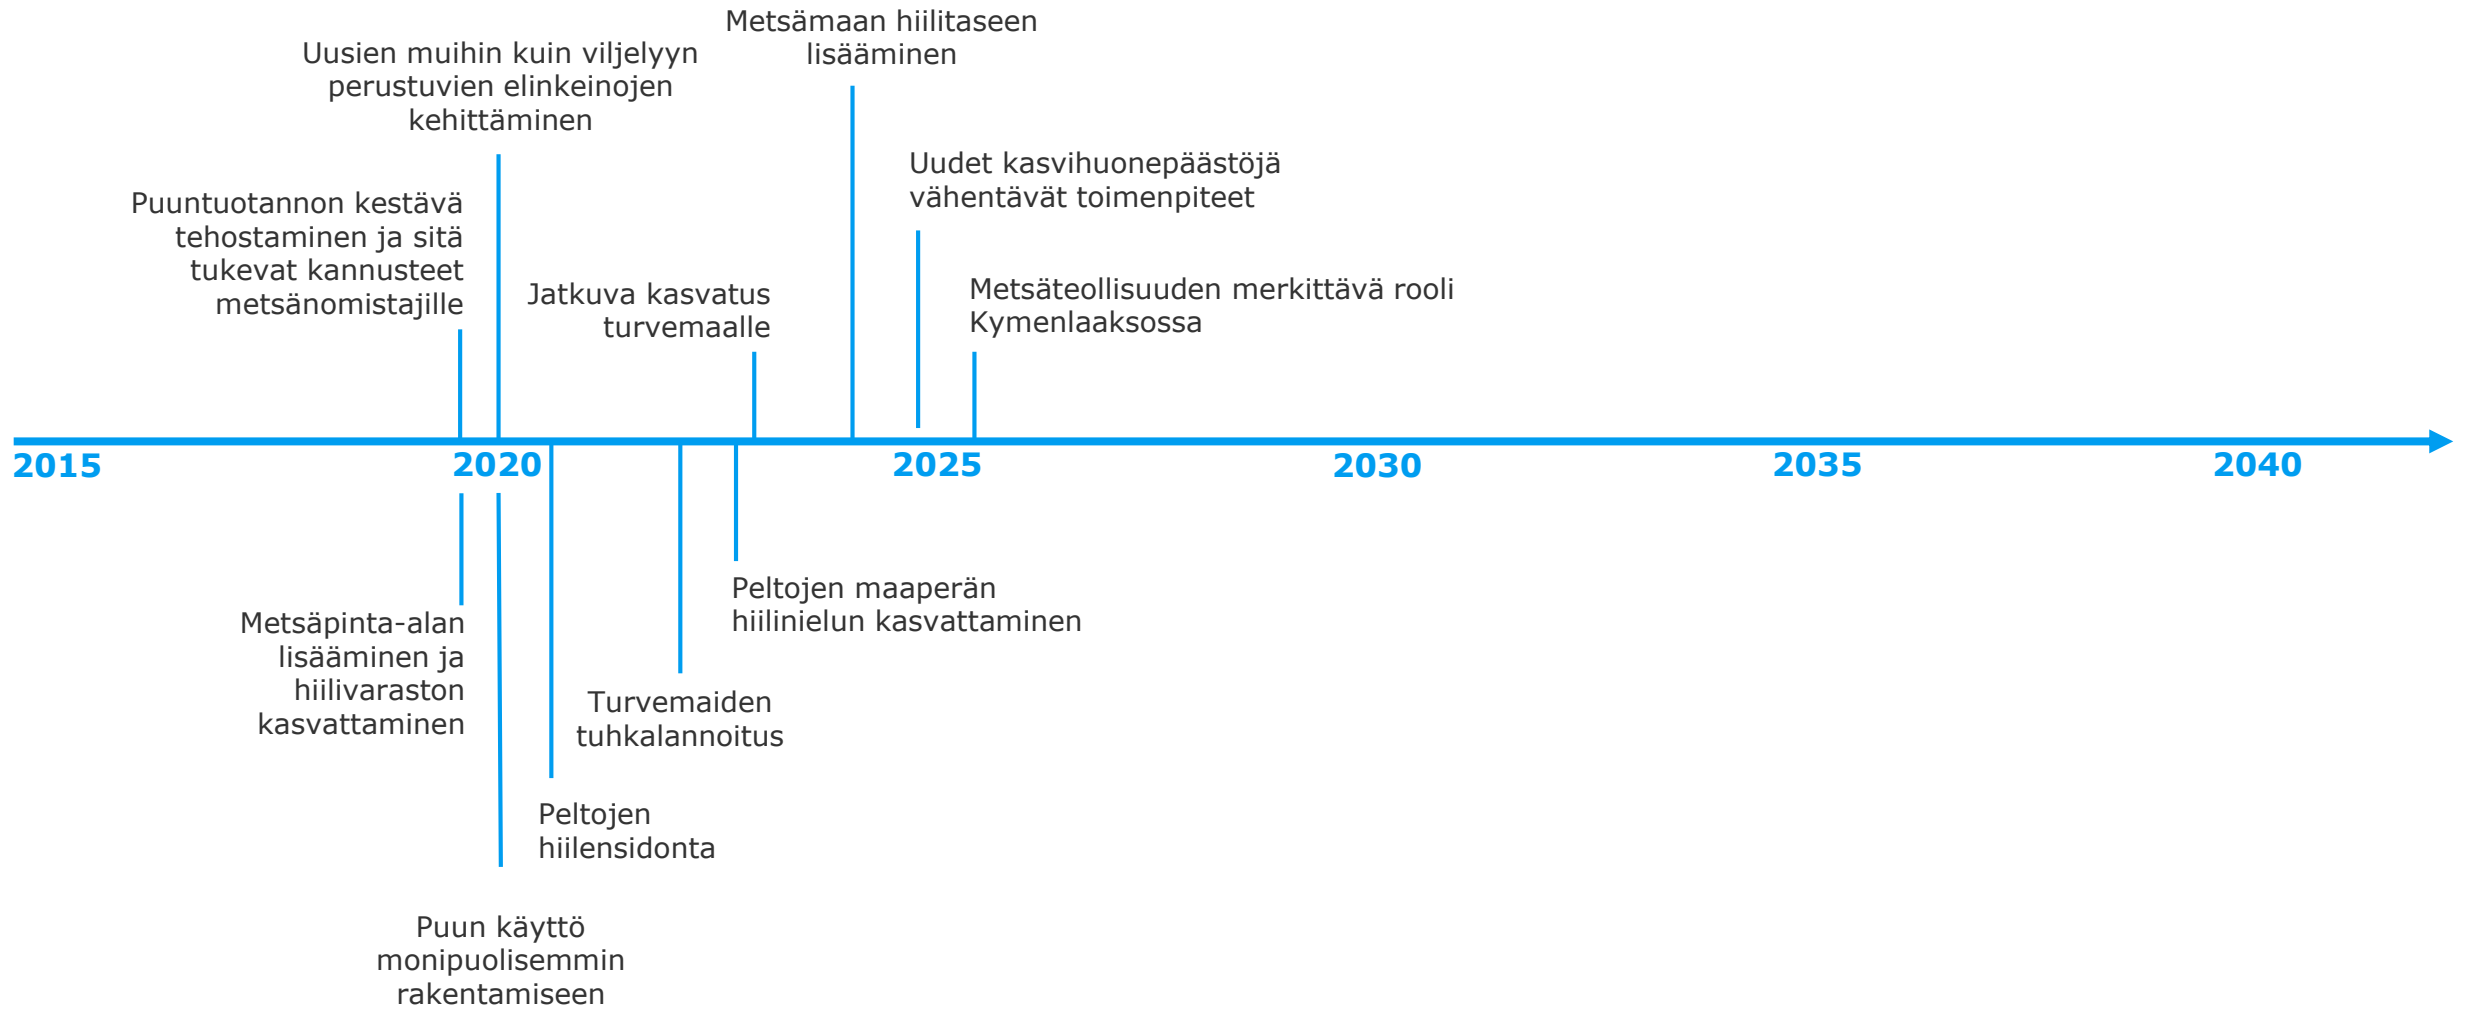 Metsämaan hiilitaseen
lisääminen
Uusien muihin kuin viljelyyn
perustuvien elinkeinojen
kehittäminen
Uudet kasvihuonepäästöjä
vähentävät toimenpiteet
Puuntuotannon kestävä
tehostaminen ja sitä
tukevat kannusteet
metsänomistajille
Jatkuva kasvatus
turvemaalle
Metsäteollisuuden merkittävä rooli
Kymenlaaksossa
2015
2020
2025
2030
2035
2040
Peltojen maaperän
hiilinielun kasvattaminen
Metsäpinta-alan
lisääminen ja
hiilivaraston
kasvattaminen
Turvemaiden
tuhkalannoitus
Peltojen
hiilensidonta
Puun käyttö
monipuolisemmin
rakentamiseen